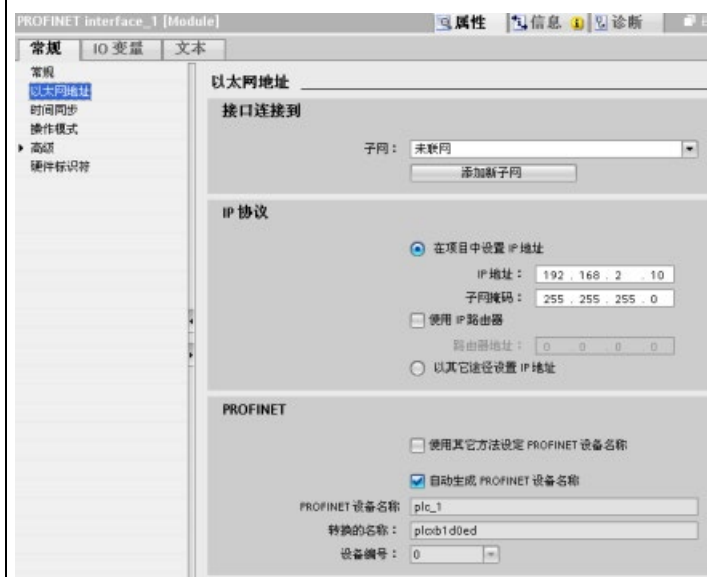 PROFINET interface_1 [Module]
属性 信息 诊断
常规 IO 变量 文本
常规
以太网地址
时间同步
操作模式
高级
硬件标识符
以太网地址
接口连接到
子网： 未联网
添加新子网
IP 协议
在项目中设置 IP 地址
IP 地址： 192 . 168 . 2 . 10
子网掩码： 255 . 255 . 255 . 0
使用 IP 路由器
路由器地址： 0 . 0 . 0 . 0
以其它途径设置 IP 地址
PROFINET
使用其它方法设定 PROFINET 设备名称
自动生成 PROFINET 设备名称
PROFINET 设备名称 plc_1
转换的名称： plcxb1d0ed
设备编号： 0